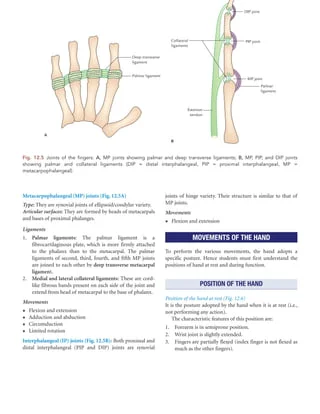 DIP joint
Collateral
ligaments
PIP joint
Deep transverse
ligament
Palmar ligament
MP joint
Palmar
ligament
Extensor
tendon
A
B
Fig. 12.5 Joints of the fingers: A, MP joints showing palmar and deep transverse ligaments; B, MP, PIP, and DIP joints
showing palmar and collateral ligaments (DIP = distal interphalangeal, PIP = proximal interphalangeal, MP =
metacarpophalangeal).
Metacarpophalangeal (MP) joints (Fig. 12.5A)
Type: They are synovial joints of ellipsoid/condylar variety.
Articular surfaces: They are formed by heads of metacarpals
and bases of proximal phalanges.
Ligaments
1. Palmar ligaments: The palmar ligament is a
fibrocartilaginous plate, which is more firmly attached
to the phalanx than to the metacarpal. The palmar
ligaments of second, third, fourth, and fifth MP joints
are joined to each other by deep transverse metacarpal
ligament.
2. Medial and lateral collateral ligaments: These are cord-
like fibrous bands present on each side of the joint and
extend from head of metacarpal to the base of phalanx.
Movements
• Flexion and extension
• Adduction and abduction
• Circumduction
• Limited rotation
Interphalangeal (IP) joints (Fig. 12.5B): Both proximal and
distal interphalangeal (PIP and DIP) joints are synovial
joints of hinge variety. Their structure is similar to that of
MP joints.
Movements
• Flexion and extension
MOVEMENTS OF THE HAND
To perform the various movements, the hand adopts a
specific posture. Hence students must first understand the
positions of hand at rest and during function.
POSITION OF THE HAND
Position of the hand at rest (Fig. 12.6)
It is the posture adopted by the hand when it is at rest (i.e.,
not performing any action).
The characteristic features of this position are:
1. Forearm is in semiprone position.
2. Wrist joint is slightly extended.
3. Fingers are partially flexed (index finger is not flexed as
much as the other fingers).